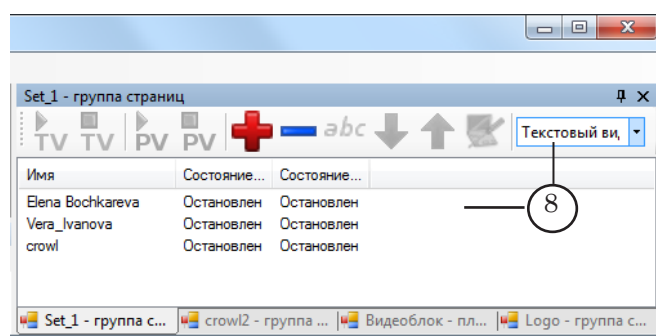 Set_1 - группа страниц
TV TV PV PV abc Текстовый ви,
Имя Состояние... Состояние...
Elena Bochkareva Остановлен Остановлен
Vera_Ivanova Остановлен Остановлен
crowl Остановлен Остановлен
8
Set_1 - группа с... crowl2 - группа ... Видеоблок - пл... Logo - группа с...